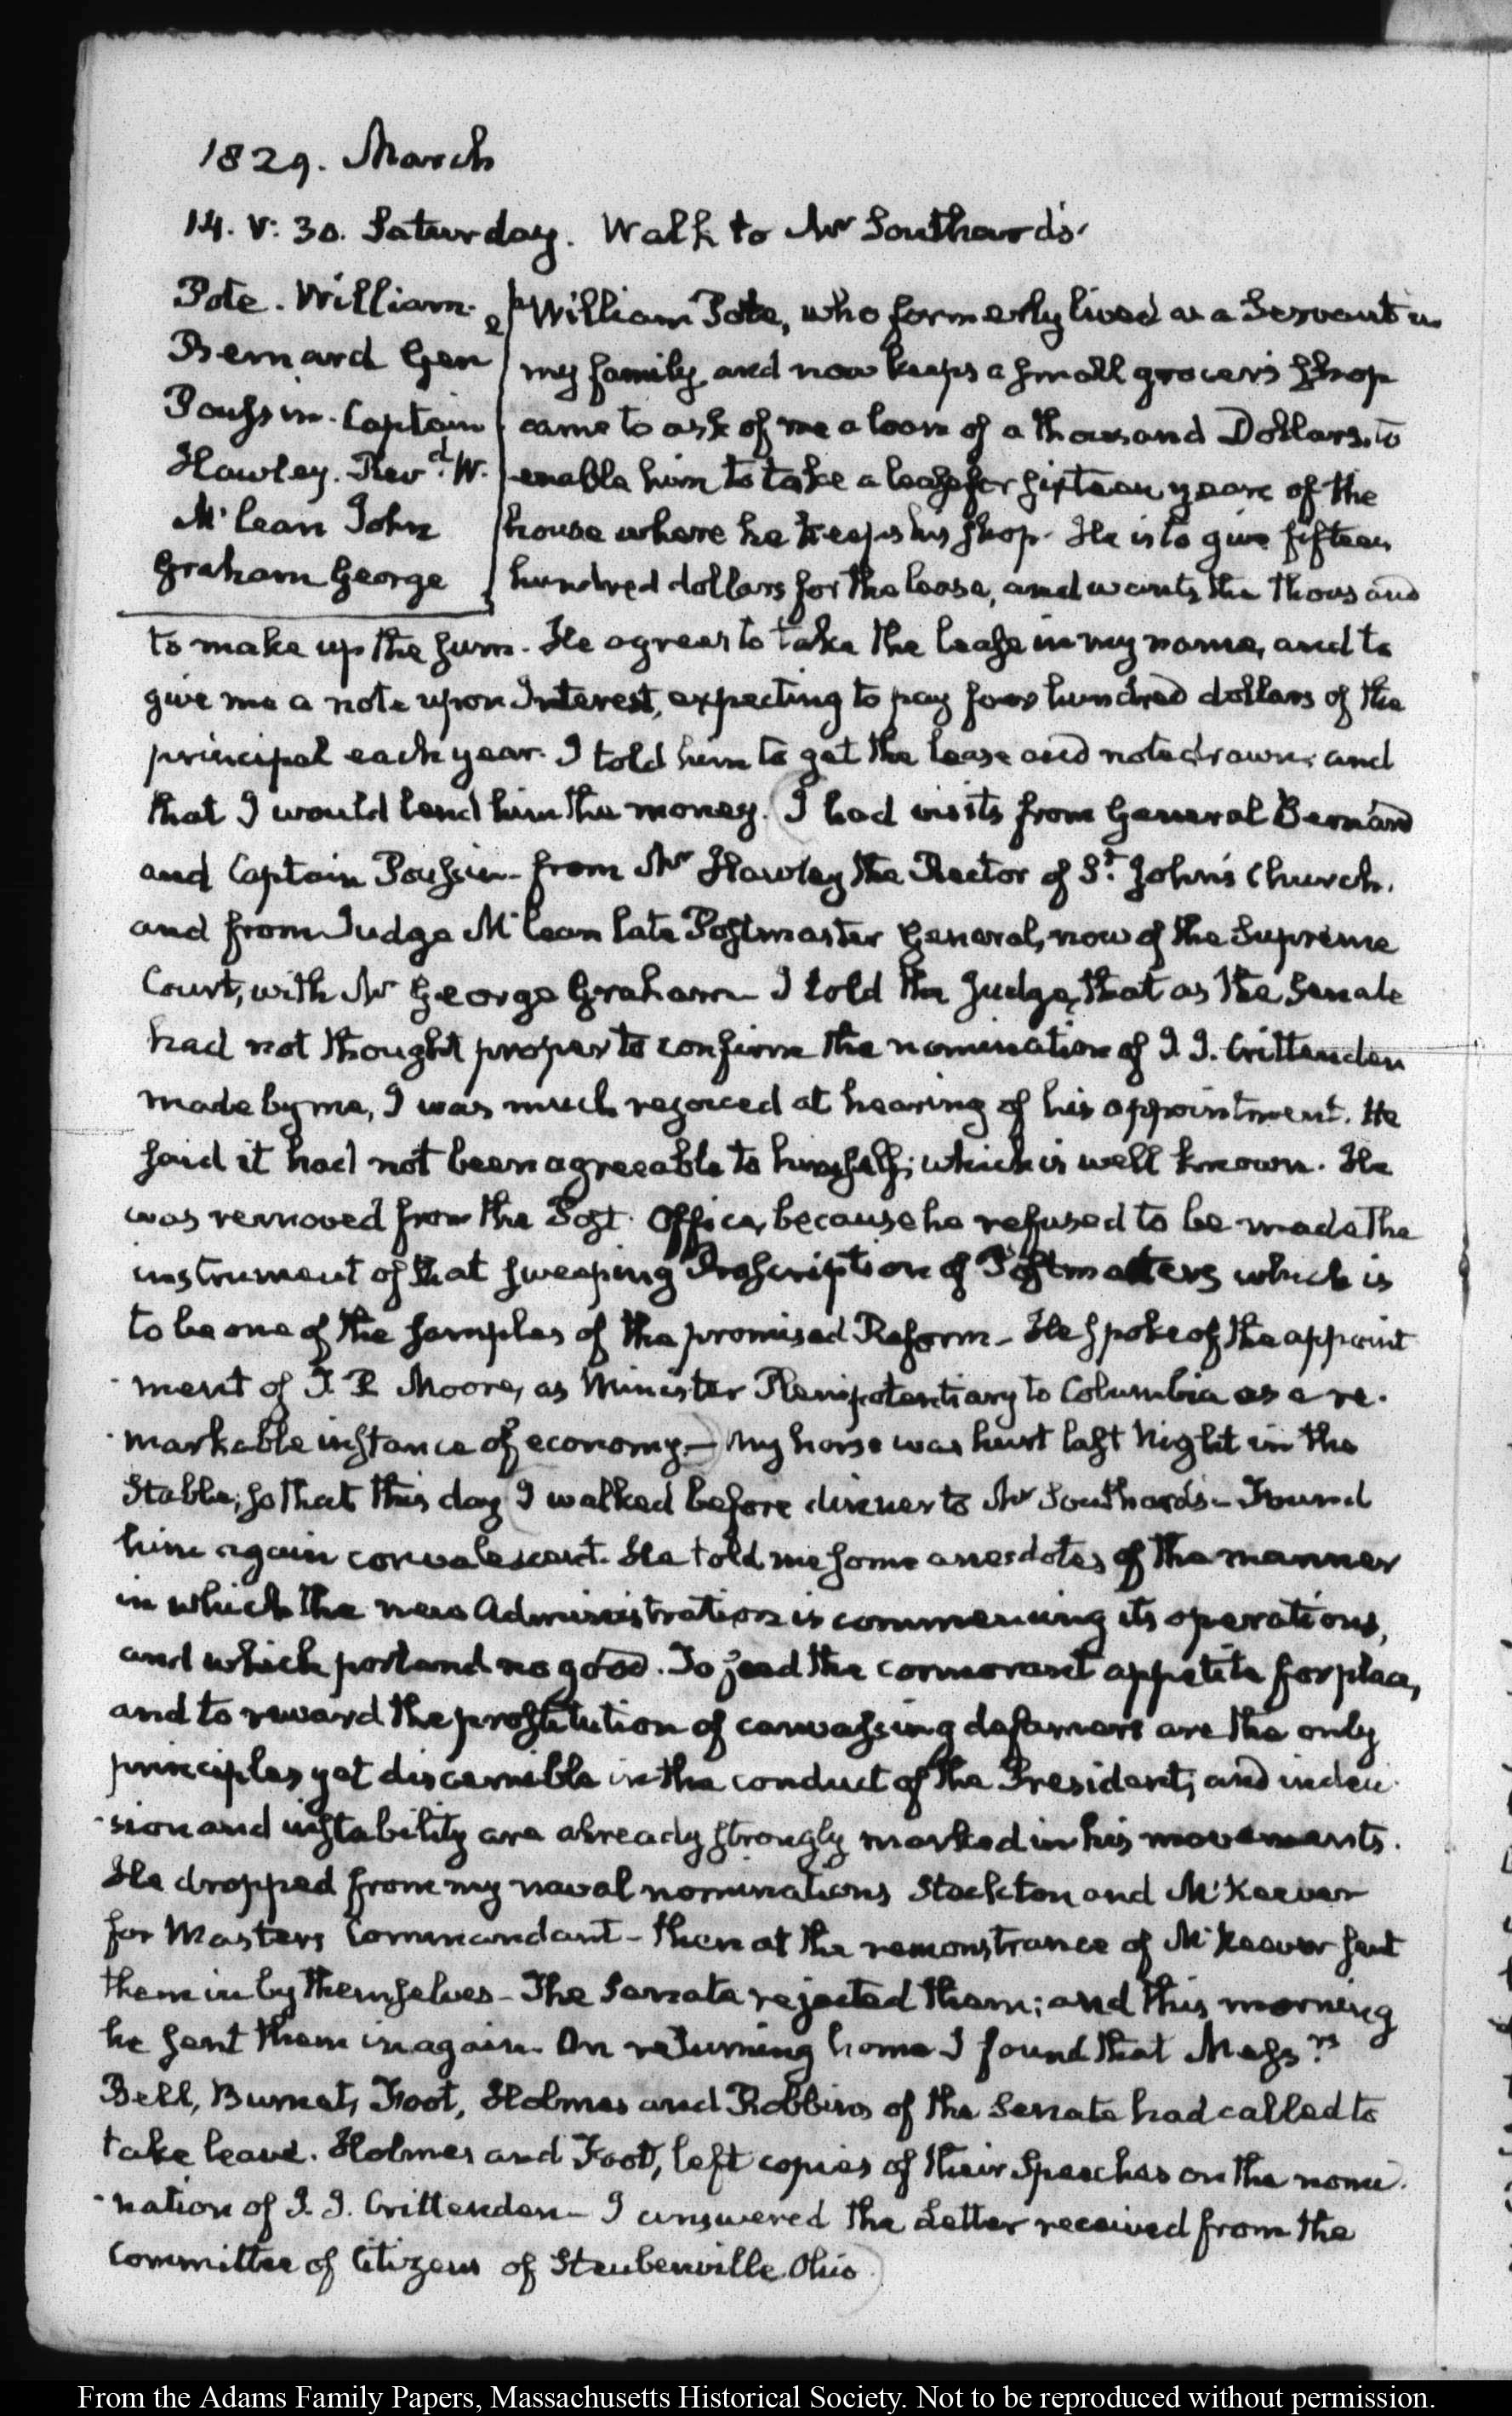 1829. March
14. V: 30. Saturday. Walk to Mr Southard's.
Pote. William.
Bernard Gen
Poussin. Captain
Hawley. Revd. W.
McLean John
Graham George
William Pote, who formerly lived as a Servant in
my family and now keeps a small grocer's shop
came to ask of me a loan of a thousand Dollars, to
enable him to take a lease for sixteen years of the
house where he keeps his shop. He is to give fifteen
hundred dollars for the lease, and wants the thousand
to make up the sum. He agrees to take the lease in my name, and to
give me a note upon Interest, expecting to pay four hundred dollars of the
principal each year. I told him to get the lease and note drawn, and
that I would lend him the money. I had visits from General Bernard
and Captain Poussin - from Mr Hawley the Rector of St. John's Church.
and from Judge McLean late Postmaster General, now of the Supreme
Court, with Mr George Graham - I told the Judge, that as the Senate
had not thought proper to confirm the nomination of J. J. Crittenden
made by me, I was much rejoiced at hearing of his appointment. He
said it had not been agreeable to himself; which is well known. He
was removed from the Post Office, because he refused to be made the
instrument of that sweeping Proscription of Postmasters which is
to be one of the samples of the promised Reform - He spoke of the appoint
-ment of T. P. Moore, as Minister Plenipotentiary to Columbia as a re-
-markable instance of economy. - My horse was hurt last Night in the
Stable; so that this day I walked before dinner to Mr Southard's - Found
him again convalescent. He told me some anecdotes of the manner
in which the new Administration is commencing its operations,
and which portend no good. To feed the cormorant appetite for place,
and to reward the prostitution of canvassing defamers are the only
principles yet discernible in the conduct of the President; and indeci-
-sion and instability are already strongly marked in his movements.
He dropped from my naval nominations Stockton and McKeever
for Masters Commandant - then at the remonstrance of McKeever sent
them in by themselves - The Senate rejected them; and this morning
he sent them in again. On returning home I found that Messrs.
Bell, Burnet, Foot, Holmes and Robbins of the Senate had called to
take leave. Holmes and Foot, left copies of their Speeches on the nomi-
-nation of J. J. Crittenden - I answered the Letter received from the
Committee of Citizens of Steubenville Ohio.
From the Adams Family Papers, Massachusetts Historical Society. Not to be reproduced without permission.